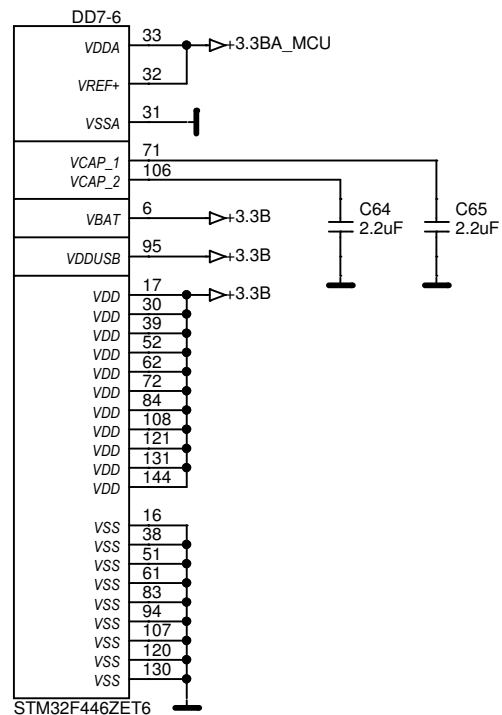 DD7-6
VDDA 33 +3.3BA_MCU
VREF+ 32
VSSA 31
VCAP_1 71
VCAP_2 106
VBAT 6 +3.3B
C64
2.2uF
C65
2.2uF
VDDUSB 95 +3.3B
VDD 17 +3.3B
VDD 30
VDD 39
VDD 52
VDD 62
VDD 72
VDD 84
VDD 108
VDD 121
VDD 131
VDD 144
VSS 16
VSS 38
VSS 51
VSS 61
VSS 83
VSS 94
VSS 107
VSS 120
VSS 130
STM32F446ZET6